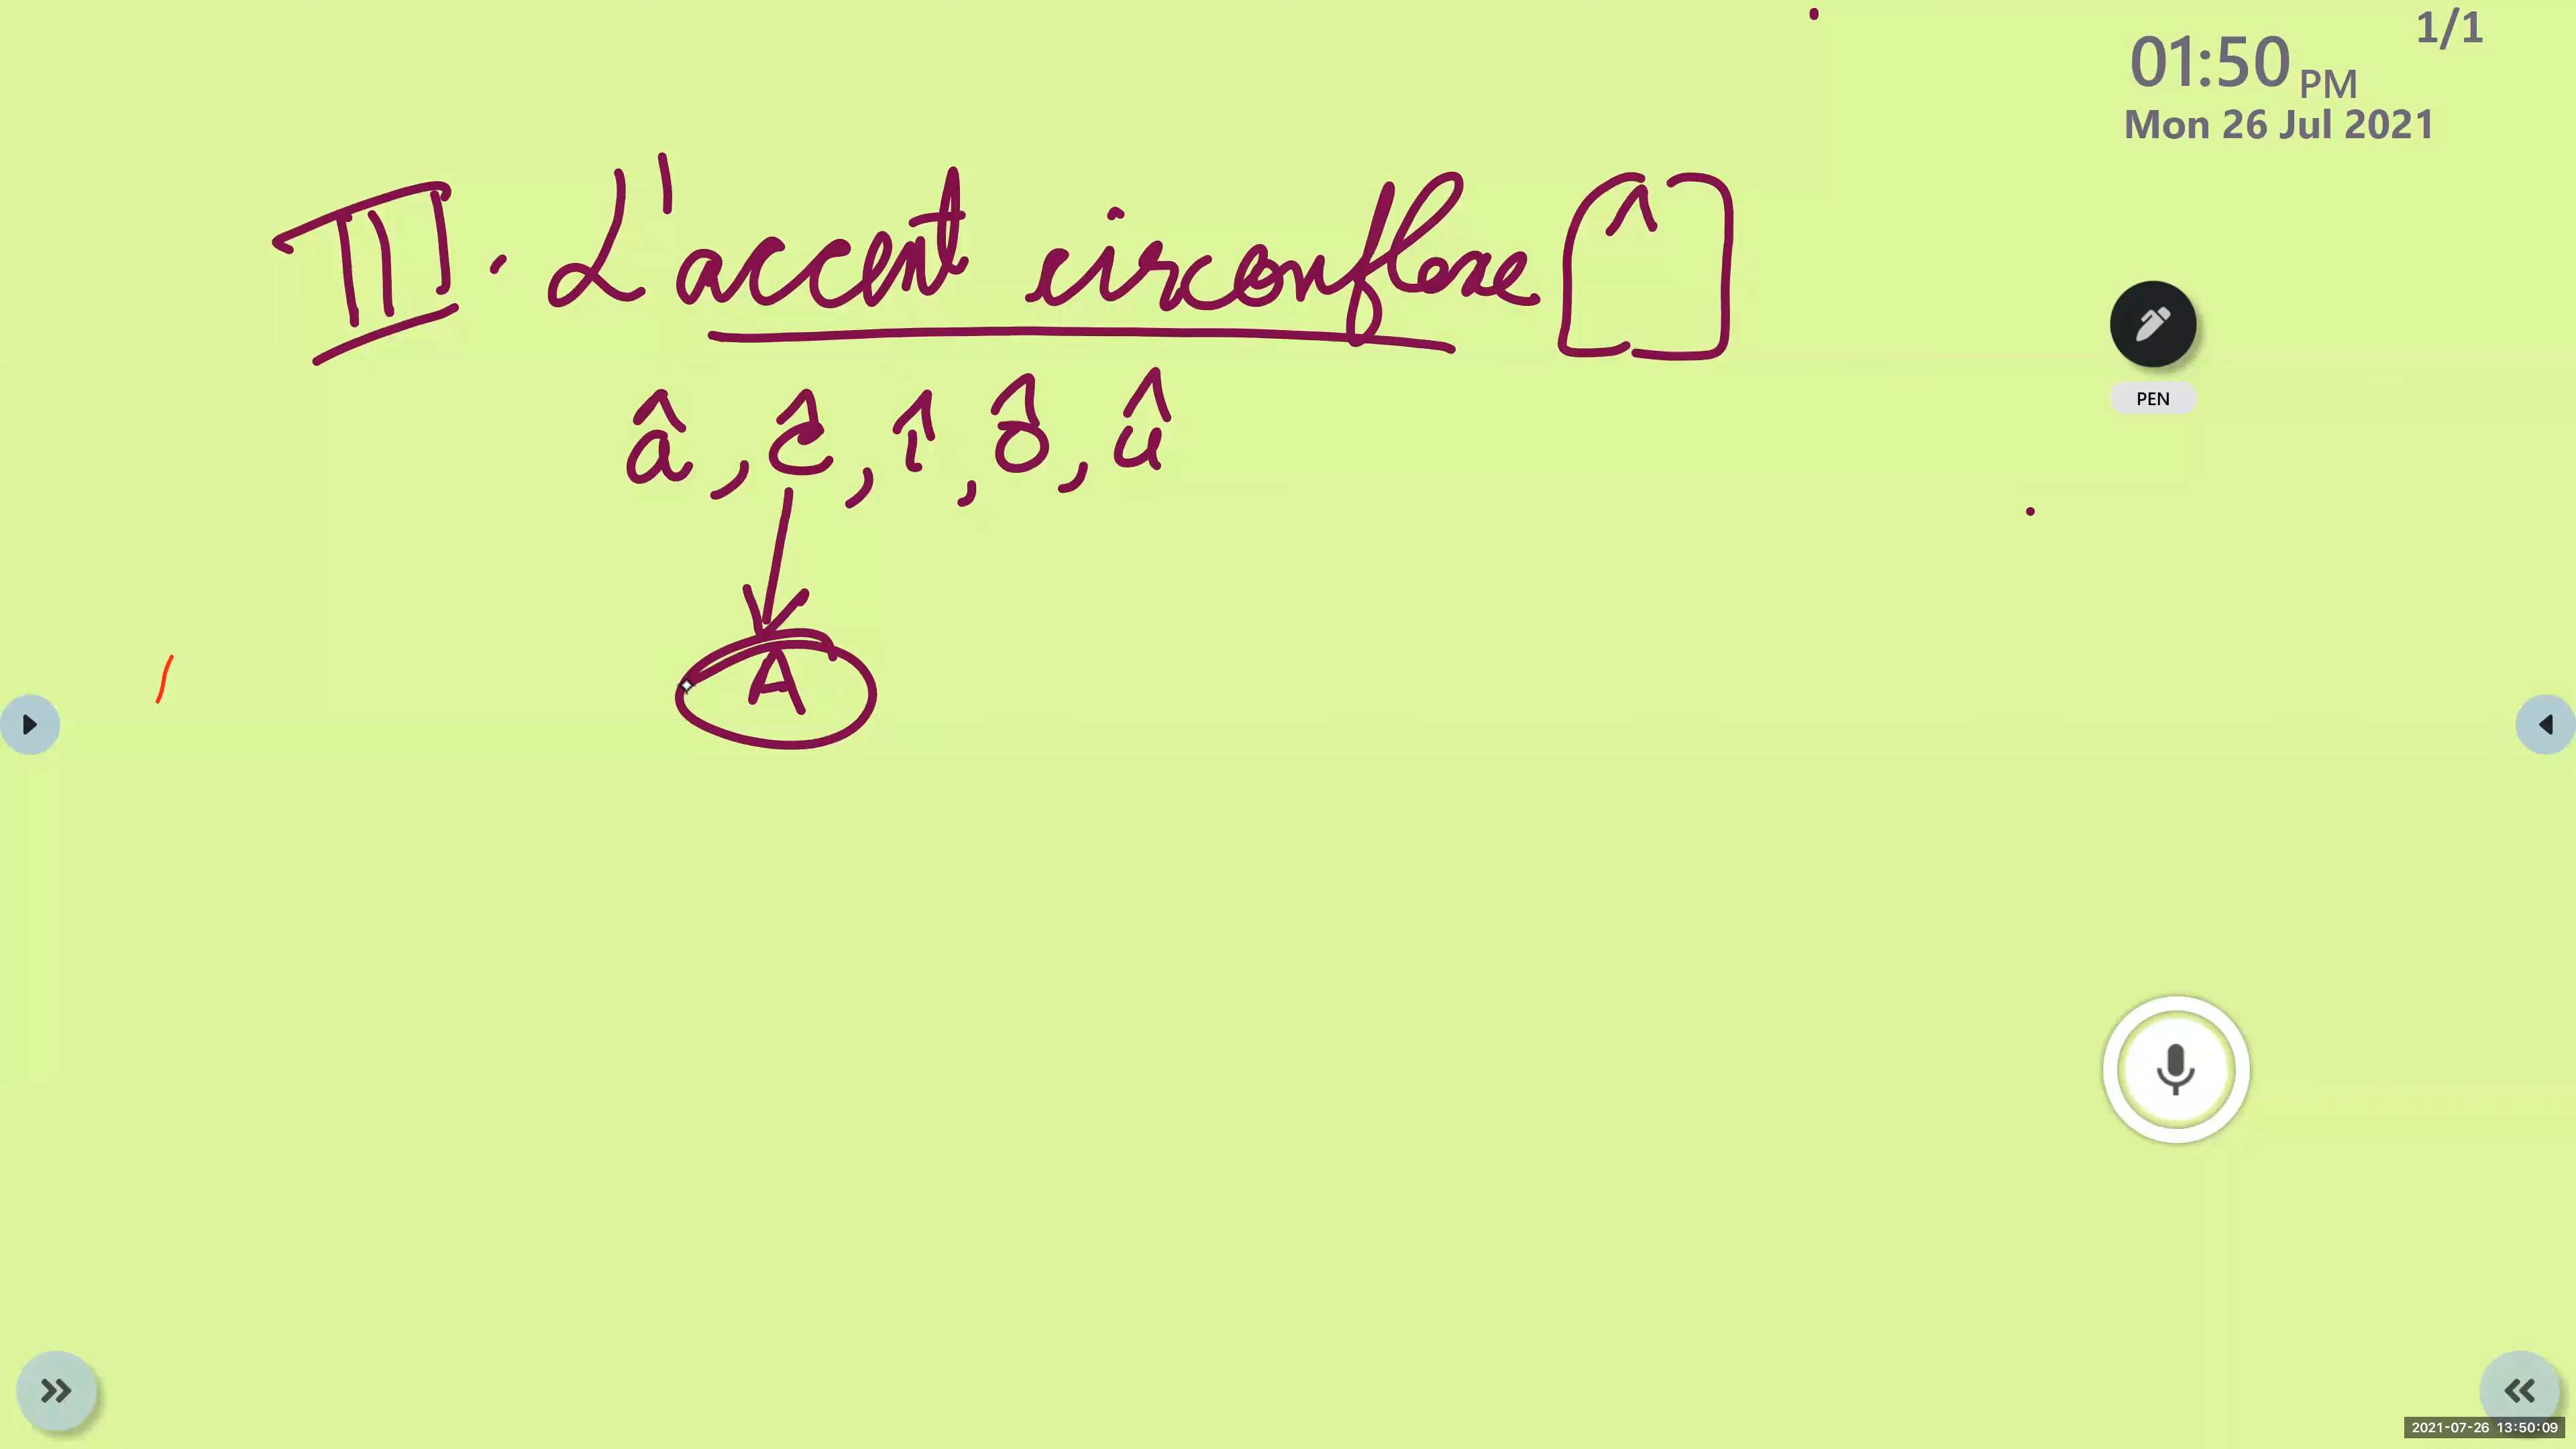 1/1
01:50 PM
Mon 26 Jul 2021
III. L'accent circonflexe [^]
â, ê, î, ô, û
A
PEN
2021-07-26 13:50:09